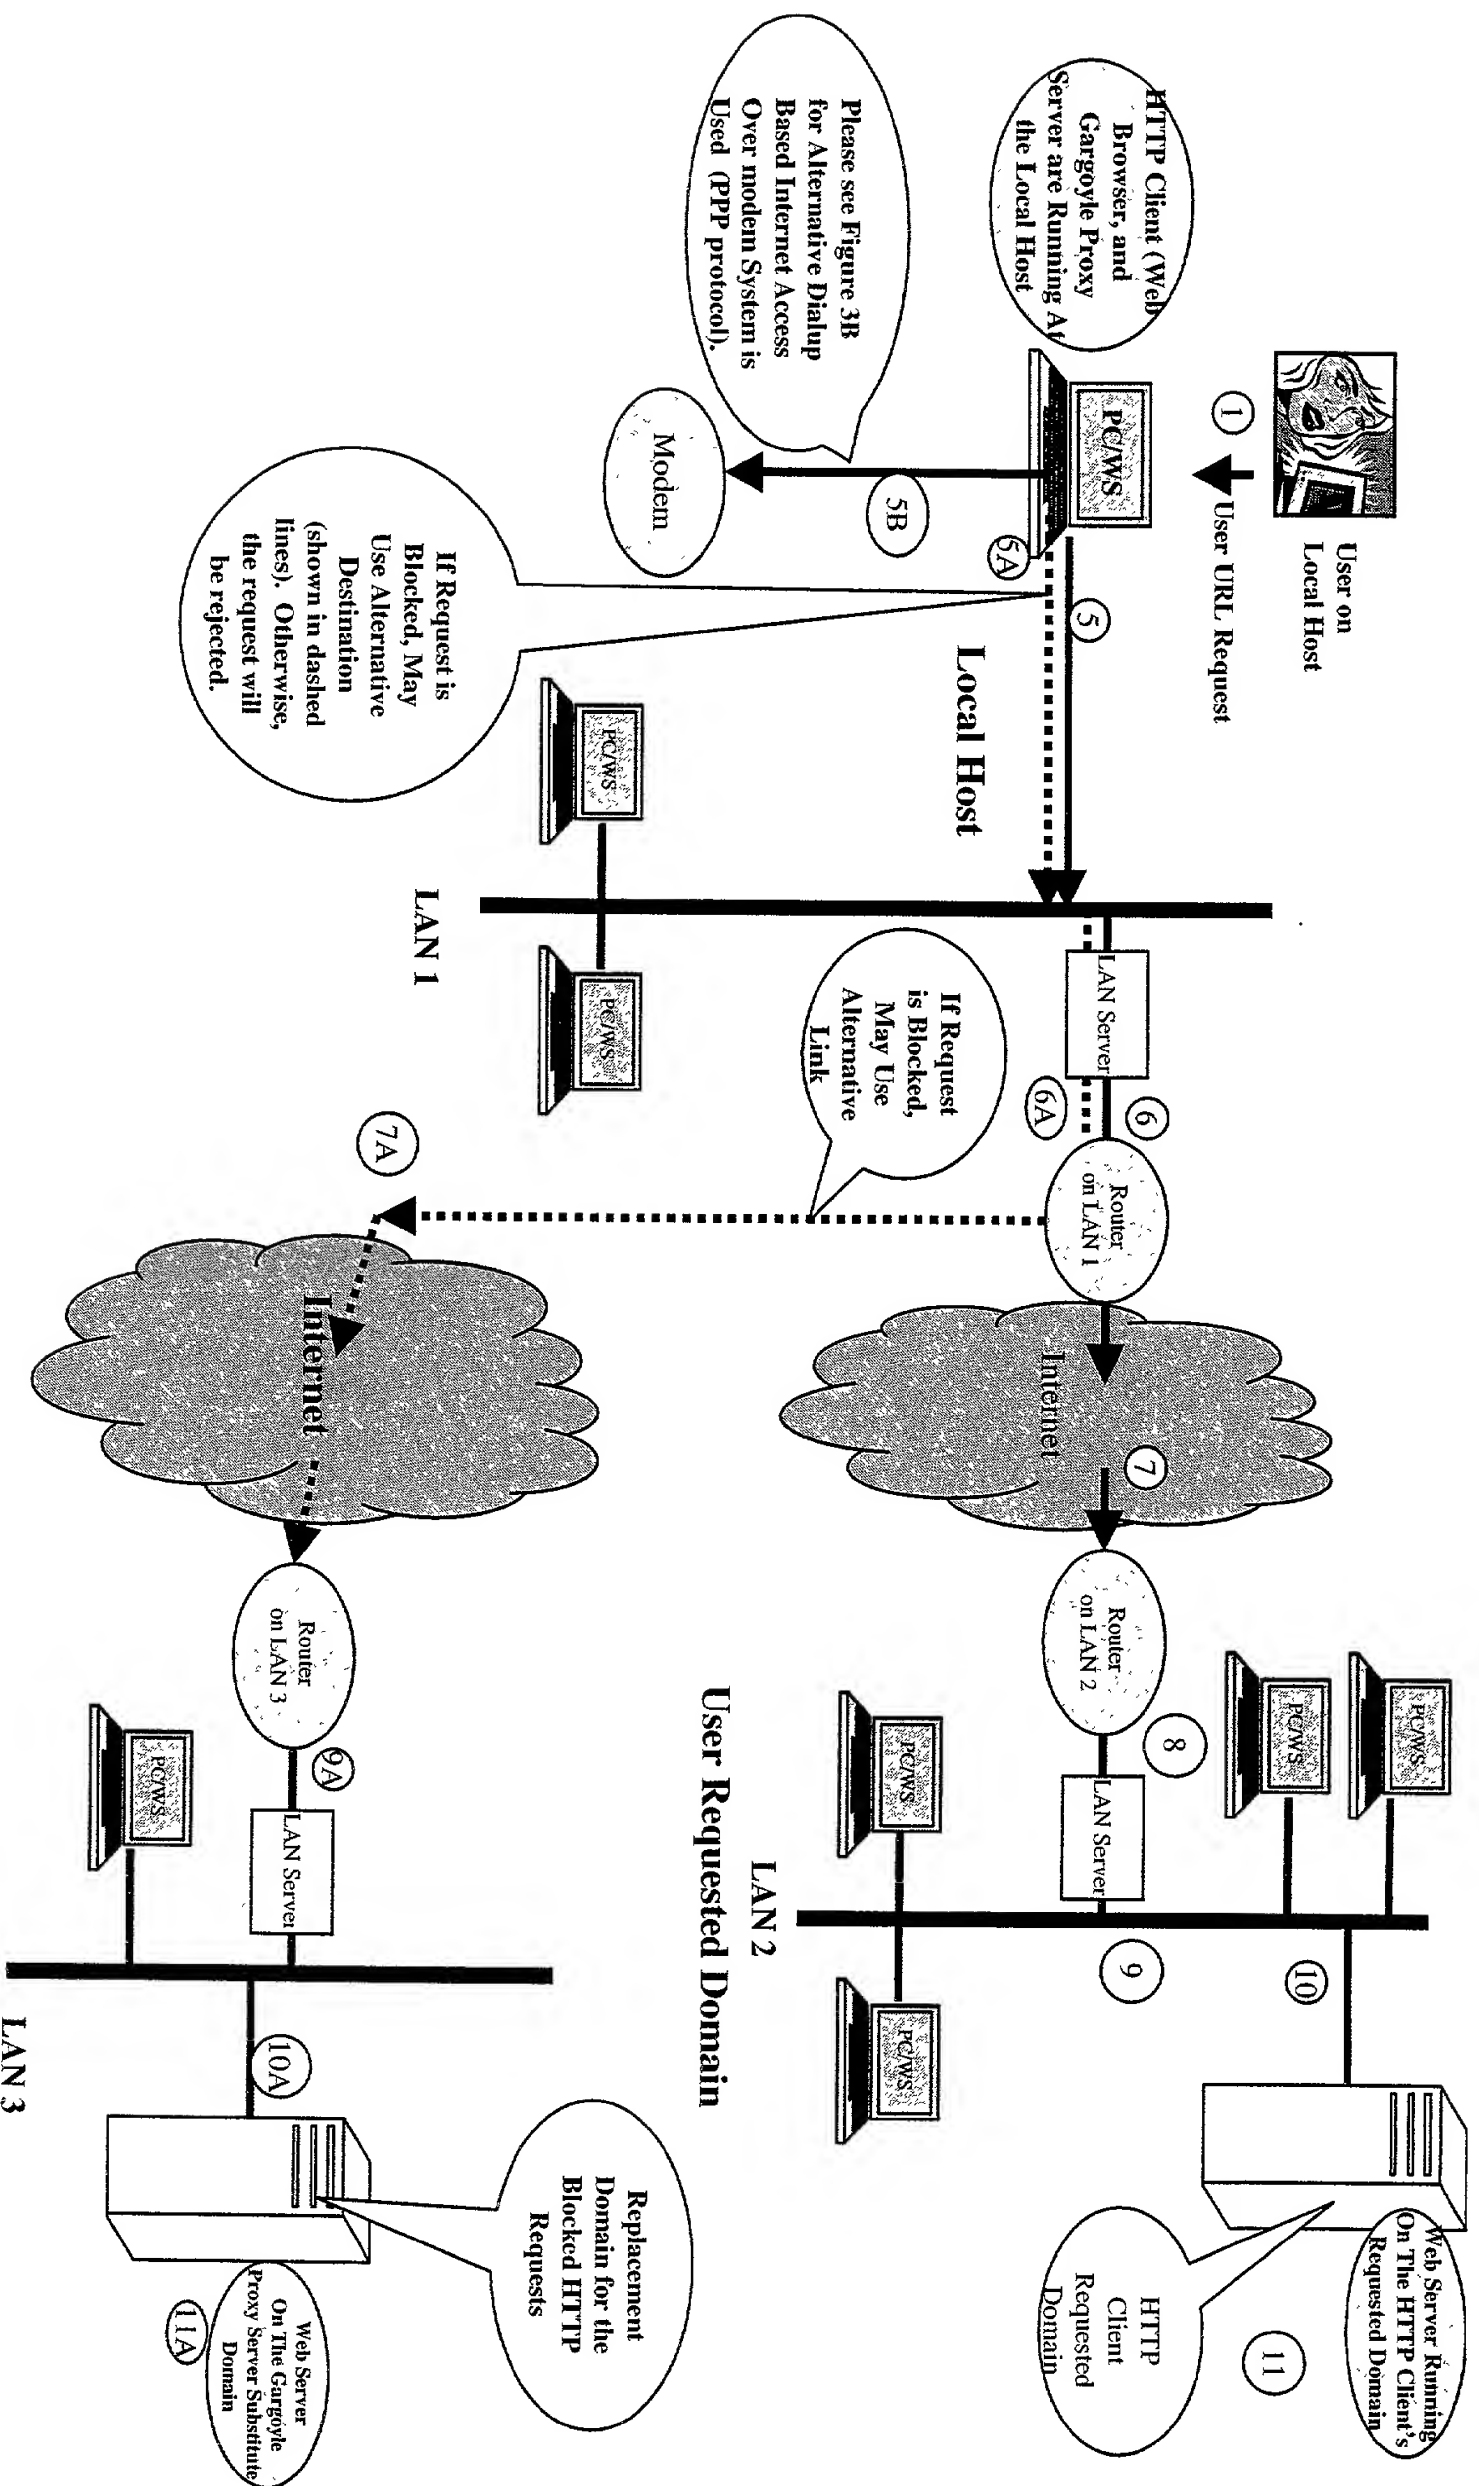 User on
Local Host
1
User URL Request
HTTP Client (Web
Browser, and
Gargoyle Proxy
Server are Running At
the Local Host
PC/WS
Please see Figure 3B
for Alternative Dialup
Based Internet Access
Over modem System is
Used (PPP protocol).
5B
Modem
5A
5
Local Host
If Request is
Blocked, May
Use Alternative
Destination
(shown in dashed
lines). Otherwise,
the request will
be rejected.
PC/WS
PC/WS
LAN 1
LAN Server
6
6A
If Request
is Blocked,
May Use
Alternative
Link
Router
on LAN 1
7A
Internet
7
Internet
Router
on LAN 2
8
LAN Server
PC/WS
PC/WS
PC/WS
PC/WS
9
10
LAN 2
User Requested Domain
Web Server Running
On The HTTP Client's
Requested Domain
11
HTTP
Client
Requested
Domain
Router
on LAN 3
9A
LAN Server
PC/WS
10A
LAN 3
Replacement
Domain for the
Blocked HTTP
Requests
Web Server
On The Gargoyle
Proxy Server Substitute
Domain
11A